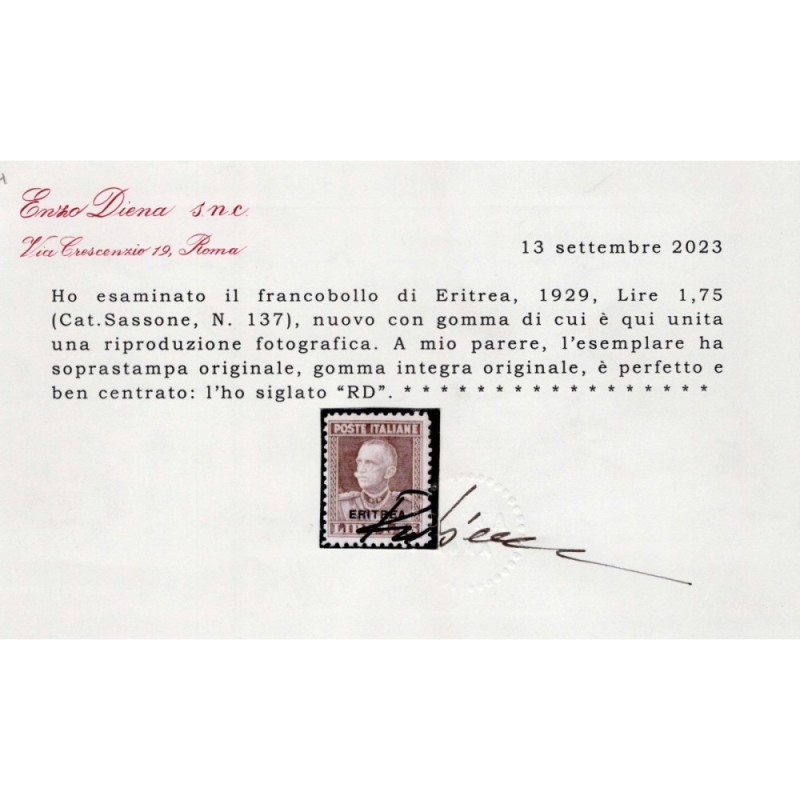 Enzo Diena s.n.c.
Via Crescenzio 19, Roma
13 settembre 2023
Ho esaminato il francobollo di Eritrea, 1929, Lire 1,75
(Cat.Sassone, N. 137), nuovo con gomma di cui è qui unita
una riproduzione fotografica. A mio parere, l'esemplare ha
soprastampa originale, gomma integra originale, è perfetto e
ben centrato: l'ho siglato “RD”. * * * * * * * * * * * * * * * * *
POSTE ITALIANE
ERITREA